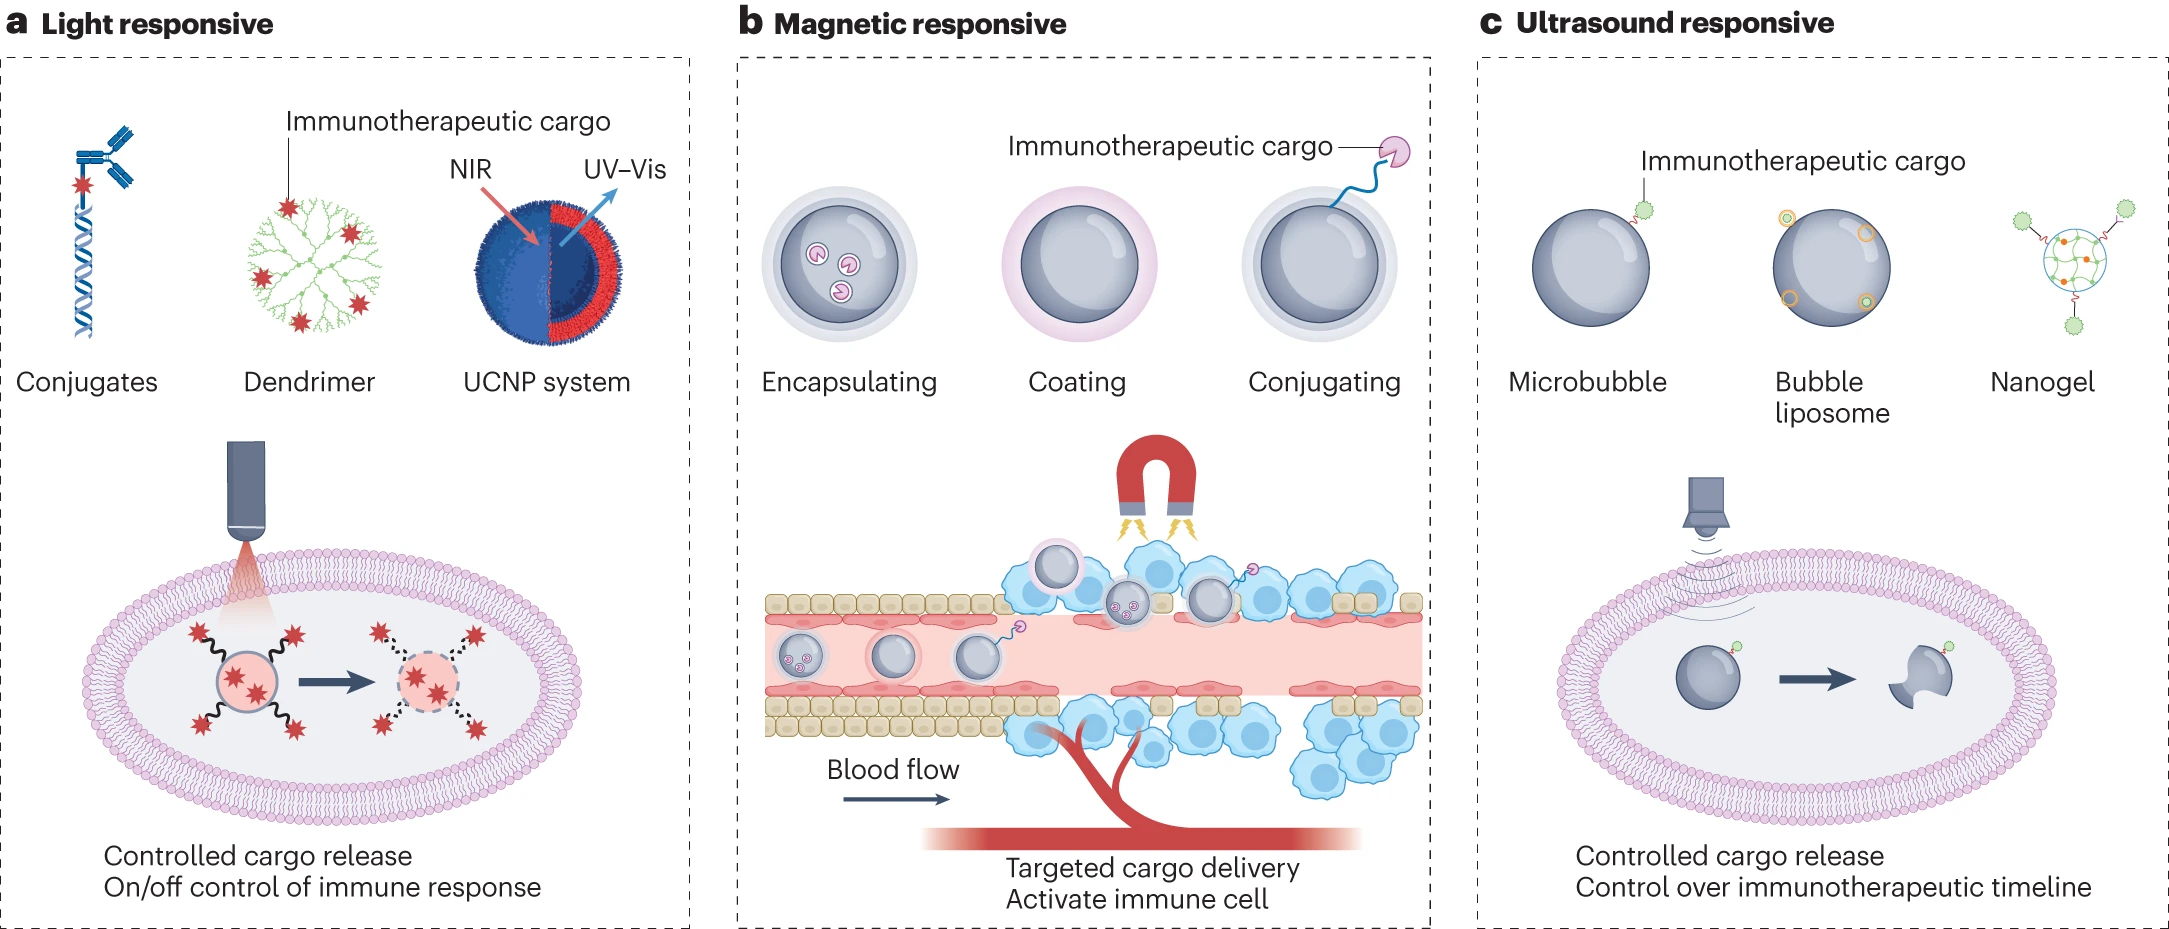 a Light responsive
Immunotherapeutic cargo
NIR
UV–Vis
Conjugates
Dendrimer
UCNP system
Controlled cargo release
On/off control of immune response
b Magnetic responsive
Immunotherapeutic cargo
Encapsulating
Coating
Conjugating
Blood flow
Targeted cargo delivery
Activate immune cell
c Ultrasound responsive
Immunotherapeutic cargo
Microbubble
Bubble
liposome
Nanogel
Controlled cargo release
Control over immunotherapeutic timeline